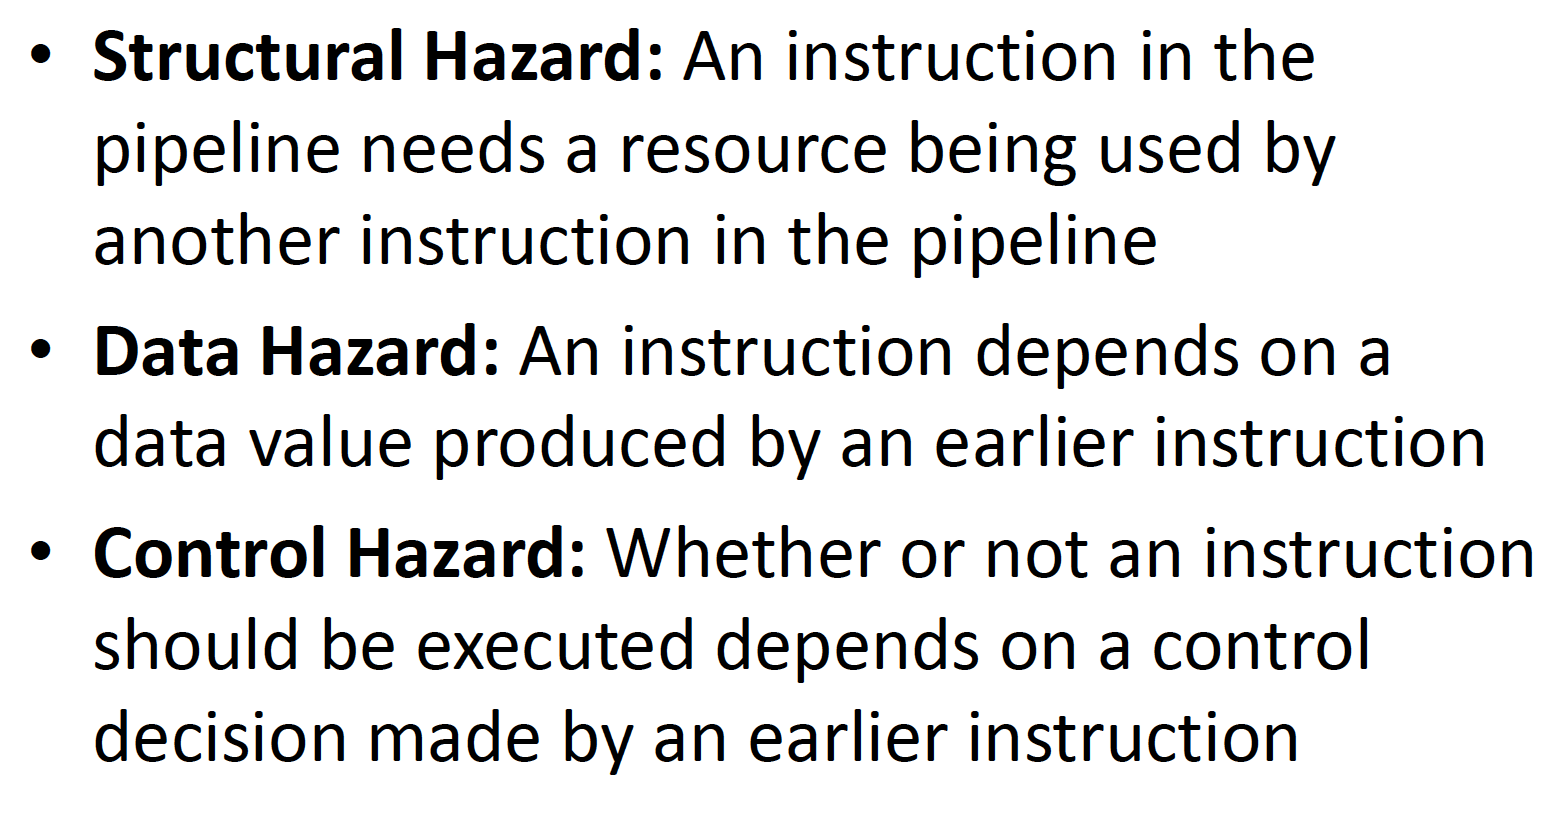 • Structural Hazard: An instruction in the
pipeline needs a resource being used by
another instruction in the pipeline
• Data Hazard: An instruction depends on a
data value produced by an earlier instruction
• Control Hazard: Whether or not an instruction
should be executed depends on a control
decision made by an earlier instruction